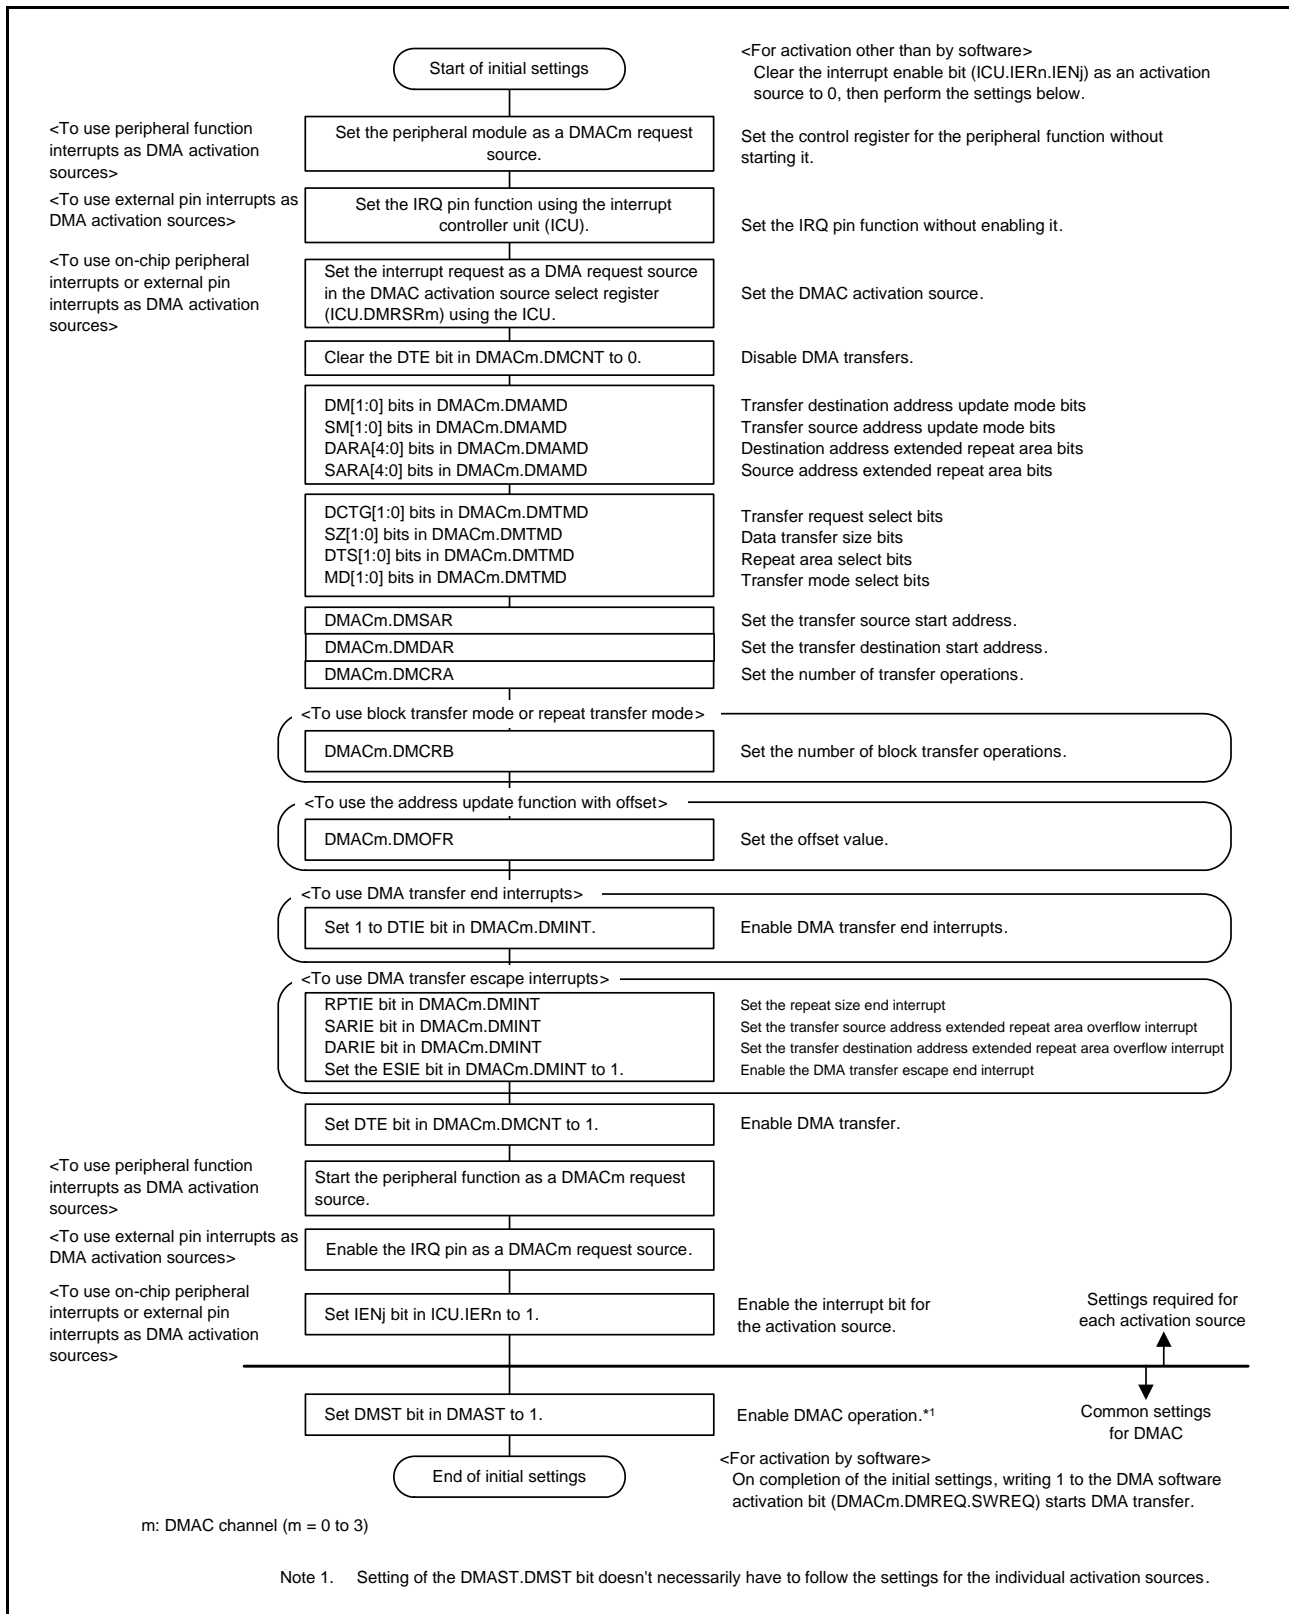 Start of initial settings
<For activation other than by software>
Clear the interrupt enable bit (ICU.IERn.IENj) as an activation
source to 0, then perform the settings below.
<To use peripheral function
interrupts as DMA activation
sources>
Set the peripheral module as a DMACm request
source.
Set the control register for the peripheral function without
starting it.
<To use external pin interrupts as
DMA activation sources>
Set the IRQ pin function using the interrupt
controller unit (ICU).
Set the IRQ pin function without enabling it.
<To use on-chip peripheral
interrupts or external pin
interrupts as DMA activation
sources>
Set the interrupt request as a DMA request source
in the DMAC activation source select register
(ICU.DMRSRm) using the ICU.
Set the DMAC activation source.
Clear the DTE bit in DMACm.DMCNT to 0.
Disable DMA transfers.
DM[1:0] bits in DMACm.DMAMD
Transfer destination address update mode bits
SM[1:0] bits in DMACm.DMAMD
Transfer source address update mode bits
DARA[4:0] bits in DMACm.DMAMD
Destination address extended repeat area bits
SARA[4:0] bits in DMACm.DMAMD
Source address extended repeat area bits
DCTG[1:0] bits in DMACm.DMTMD
Transfer request select bits
SZ[1:0] bits in DMACm.DMTMD
Data transfer size bits
DTS[1:0] bits in DMACm.DMTMD
Repeat area select bits
MD[1:0] bits in DMACm.DMTMD
Transfer mode select bits
DMACm.DMSAR
Set the transfer source start address.
DMACm.DMDAR
Set the transfer destination start address.
DMACm.DMCRA
Set the number of transfer operations.
<To use block transfer mode or repeat transfer mode>
DMACm.DMCRB
Set the number of block transfer operations.
<To use the address update function with offset>
DMACm.DMOFR
Set the offset value.
<To use DMA transfer end interrupts>
Set 1 to DTIE bit in DMACm.DMINT.
Enable DMA transfer end interrupts.
<To use DMA transfer escape interrupts>
RPTIE bit in DMACm.DMINT
Set the repeat size end interrupt
SARIE bit in DMACm.DMINT
Set the transfer source address extended repeat area overflow interrupt
DARIE bit in DMACm.DMINT
Set the transfer destination address extended repeat area overflow interrupt
Set the ESIE bit in DMACm.DMINT to 1.
Enable the DMA transfer escape end interrupt
Set DTE bit in DMACm.DMCNT to 1.
Enable DMA transfer.
<To use peripheral function
interrupts as DMA activation
sources>
Start the peripheral function as a DMACm request
source.
<To use external pin interrupts as
DMA activation sources>
Enable the IRQ pin as a DMACm request source.
<To use on-chip peripheral
interrupts or external pin
interrupts as DMA activation
sources>
Set IENj bit in ICU.IERn to 1.
Enable the interrupt bit for
the activation source.
Settings required for
each activation source
Set DMST bit in DMAST to 1.
Enable DMAC operation.*1
Common settings
for DMAC
End of initial settings
<For activation by software>
On completion of the initial settings, writing 1 to the DMA software
activation bit (DMACm.DMREQ.SWREQ) starts DMA transfer.
m: DMAC channel (m = 0 to 3)
Note 1. Setting of the DMAST.DMST bit doesn't necessarily have to follow the settings for the individual activation sources.